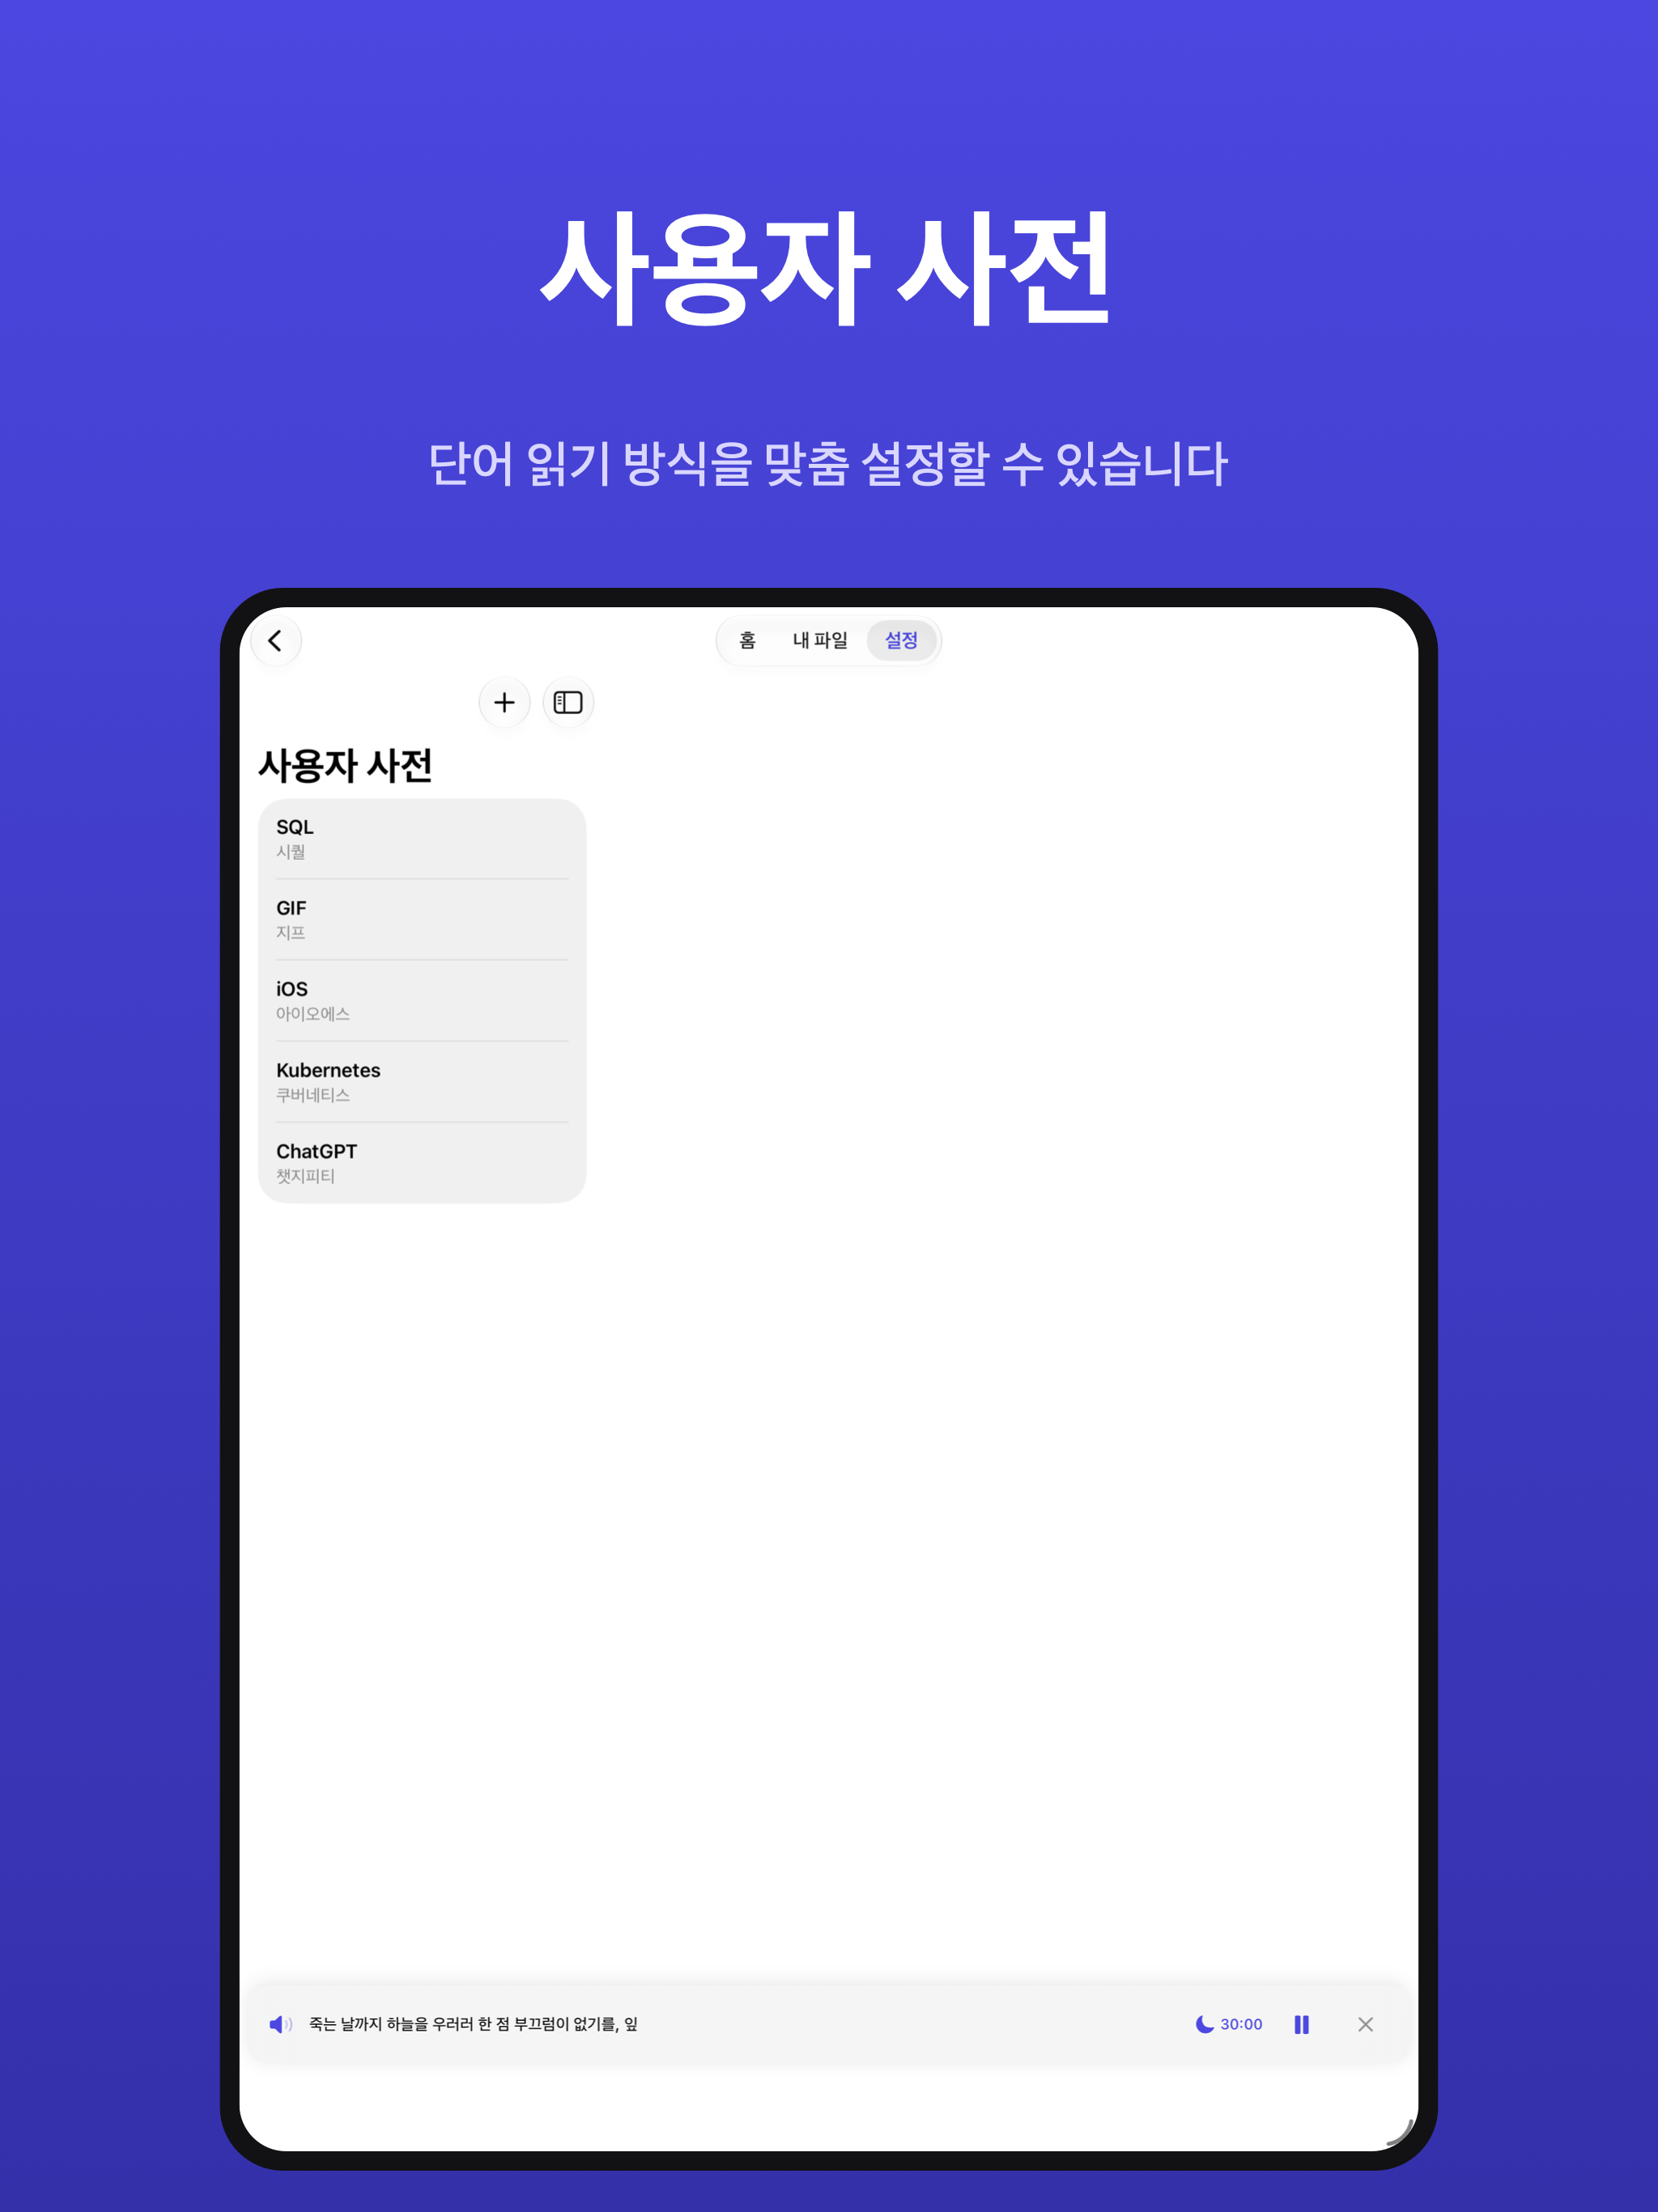 사용자 사전
단어 읽기 방식을 맞춤 설정할 수 있습니다
홈 내 파일 설정
사용자 사전
SQL
시퀄
GIF
지프
iOS
아이오에스
Kubernetes
쿠버네티스
ChatGPT
챗지피티
죽는 날까지 하늘을 우러러 한 점 부끄럼이 없기를, 잎 30:00